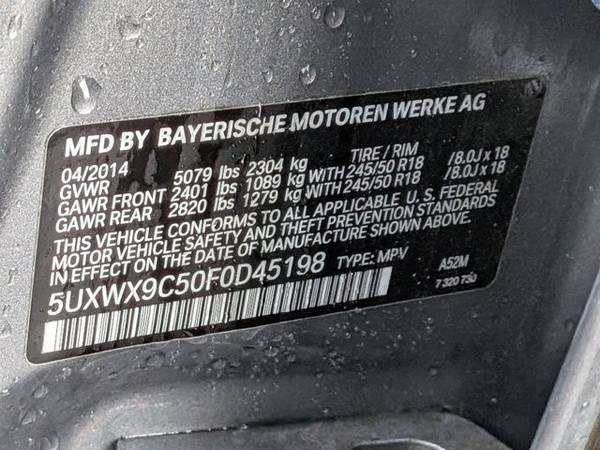 MFD BY BAYERISCHE MOTOREN WERKE AG
04/2014 TIRE / RIM
GVWR 5079 lbs 2304 kg
GAWR FRONT 2401 lbs 1089 kg WITH 245/50 R18 /8.0J x 18
GAWR REAR 2820 lbs 1279 kg WITH 245/50 R18 /8.0J x 18
THIS VEHICLE CONFORMS TO ALL APPLICABLE U. S. FEDERAL
MOTOR VEHICLE SAFETY AND THEFT PREVENTION STANDARDS
IN EFFECT ON THE DATE OF MANUFACTURE SHOWN ABOVE.
5UXWX9C50F0D45198 TYPE: MPV A52M
7 320 730